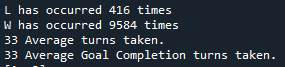 L has occurred 416 times
W has occurred 9584 times
33 Average turns taken.
33 Average Goal Completion turns taken.